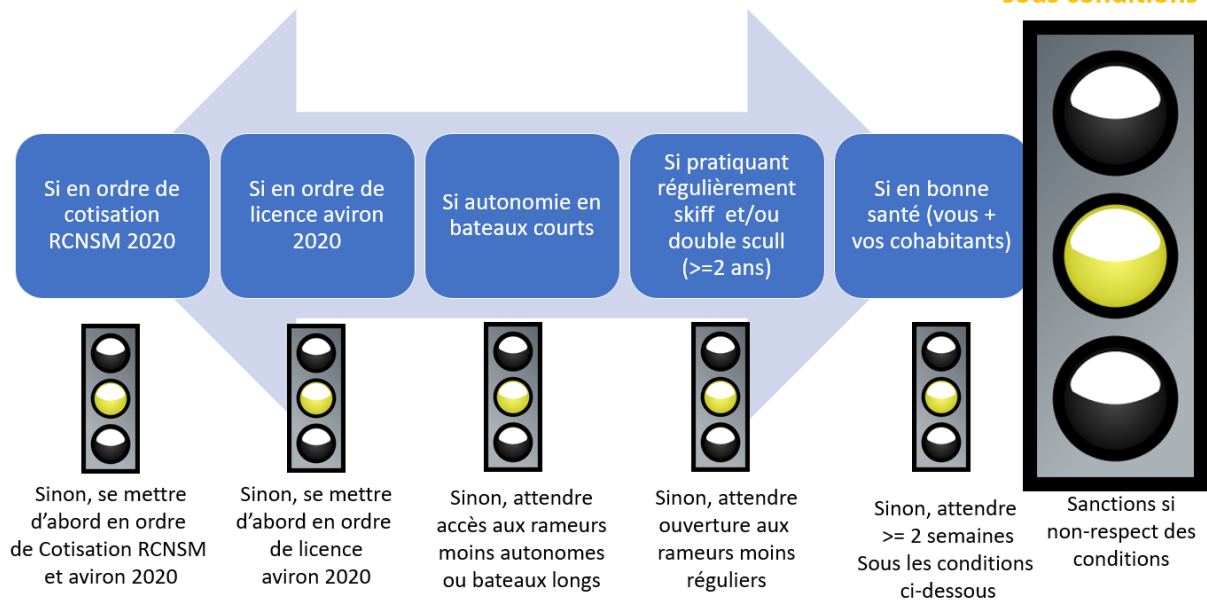 sous conditions
Si en ordre de
cotisation
RCNSM 2020
Si en ordre de
licence aviron
2020
Si autonomie en
bateaux courts
Si pratiquant
régulièrement
skiff et/ou
double scull
(>=2 ans)
Si en bonne
santé (vous +
vos cohabitants)
Sinon, se mettre
d'abord en ordre
de Cotisation RCNSM
et aviron 2020
Sinon, se mettre
d'abord en ordre
de licence
aviron 2020
Sinon, attendre
accès aux rameurs
moins autonomes
ou bateaux longs
Sinon, attendre
ouverture aux
rameurs moins
réguliers
Sinon, attendre
>= 2 semaines
Sous les conditions
ci-dessous
Sanctions si
non-respect des
conditions